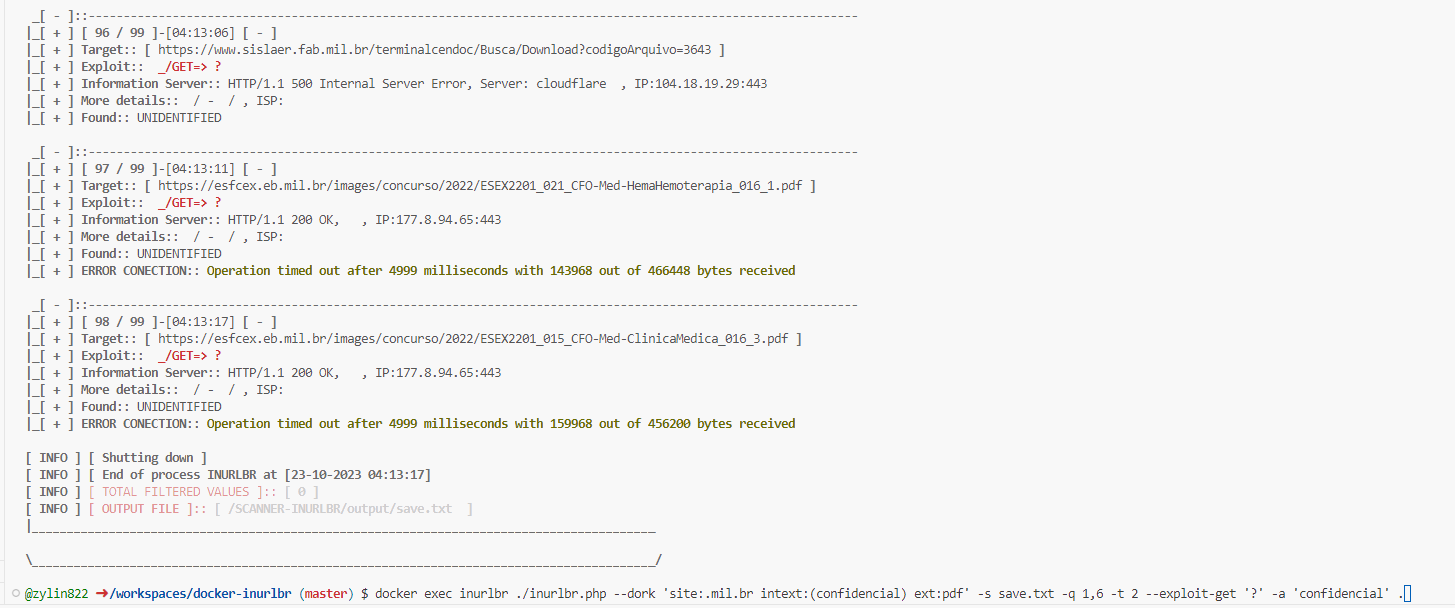 _[ - ]::--------------------------------------------------------------------------------------------------------------
|_[ + ] [ 96 / 99 ]-[04:13:06] [ - ]
|_[ + ] Target:: [ https://www.sislaer.fab.mil.br/terminalcendoc/Busca/Download?codigoArquivo=3643 ]
|_[ + ] Exploit::  _/GET=> ?
|_[ + ] Information Server:: HTTP/1.1 500 Internal Server Error, Server: cloudflare  , IP:104.18.19.29:443
|_[ + ] More details::  / -  / , ISP:
|_[ + ] Found:: UNIDENTIFIED
_[ - ]::--------------------------------------------------------------------------------------------------------------
|_[ + ] [ 97 / 99 ]-[04:13:11] [ - ]
|_[ + ] Target:: [ https://esfcex.eb.mil.br/images/concurso/2022/ESEX2201_021_CFO-Med-HemaHemoterapia_016_1.pdf ]
|_[ + ] Exploit::  _/GET=> ?
|_[ + ] Information Server:: HTTP/1.1 200 OK,   , IP:177.8.94.65:443
|_[ + ] More details::  / -  / , ISP:
|_[ + ] Found:: UNIDENTIFIED
|_[ + ] ERROR CONECTION:: Operation timed out after 4999 milliseconds with 143968 out of 466448 bytes received
_[ - ]::--------------------------------------------------------------------------------------------------------------
|_[ + ] [ 98 / 99 ]-[04:13:17] [ - ]
|_[ + ] Target:: [ https://esfcex.eb.mil.br/images/concurso/2022/ESEX2201_015_CFO-Med-ClinicaMedica_016_3.pdf ]
|_[ + ] Exploit::  _/GET=> ?
|_[ + ] Information Server:: HTTP/1.1 200 OK,   , IP:177.8.94.65:443
|_[ + ] More details::  / -  / , ISP:
|_[ + ] Found:: UNIDENTIFIED
|_[ + ] ERROR CONECTION:: Operation timed out after 4999 milliseconds with 159968 out of 456200 bytes received
[ INFO ] [ Shutting down ]
[ INFO ] [ End of process INURLBR at [23-10-2023 04:13:17]
[ INFO ] [ TOTAL FILTERED VALUES ]:: [ 0 ]
[ INFO ] [ OUTPUT FILE ]:: [ /SCANNER-INURLBR/output/save.txt  ]
|_________________________________________________________________________________________
\_________________________________________________________________________________________/
@zylin822 ➜/workspaces/docker-inurlbr (master) $ docker exec inurlbr ./inurlbr.php --dork 'site:.mil.br intext:(confidencial) ext:pdf' -s save.txt -q 1,6 -t 2 --exploit-get '?' -a 'confidencial' .